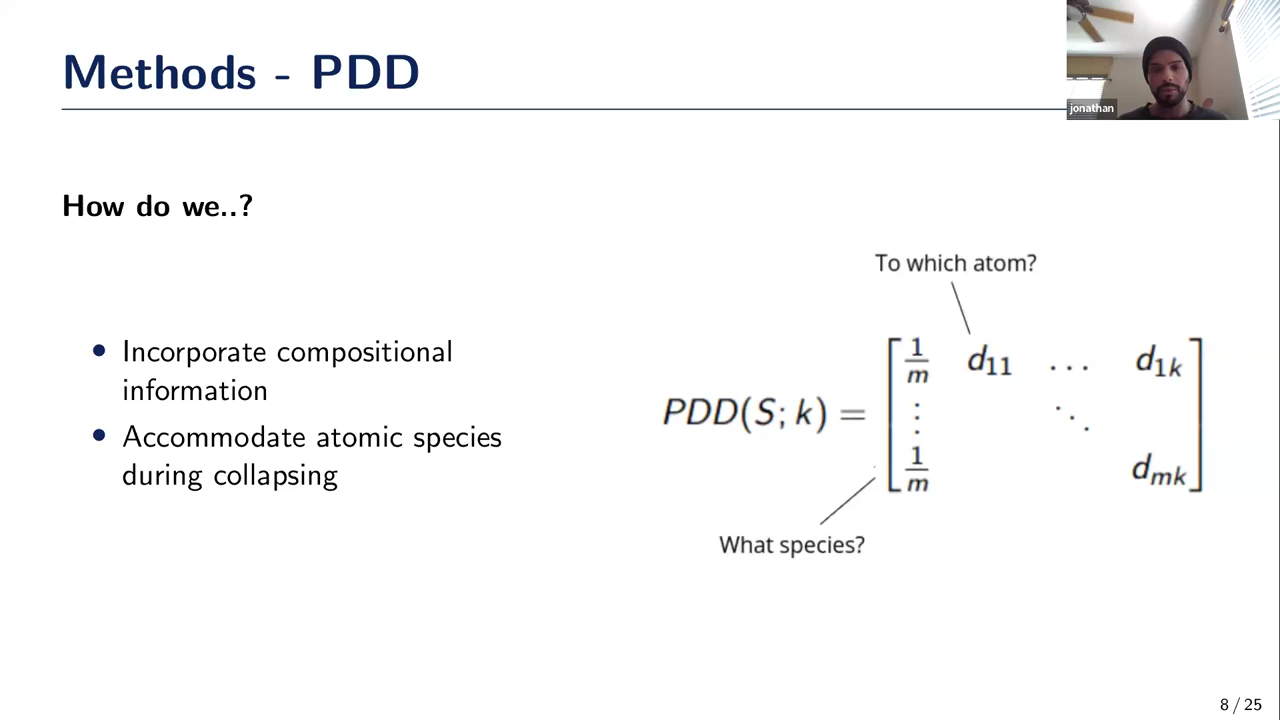 Methods - PDD
jonathan
How do we..?
To which atom?
• Incorporate compositional
information
• Accommodate atomic species
during collapsing
PDD(S; k) =
1/m d11 ... d1k
⋮ ⋱
1/m dmk
What species?
8 / 25